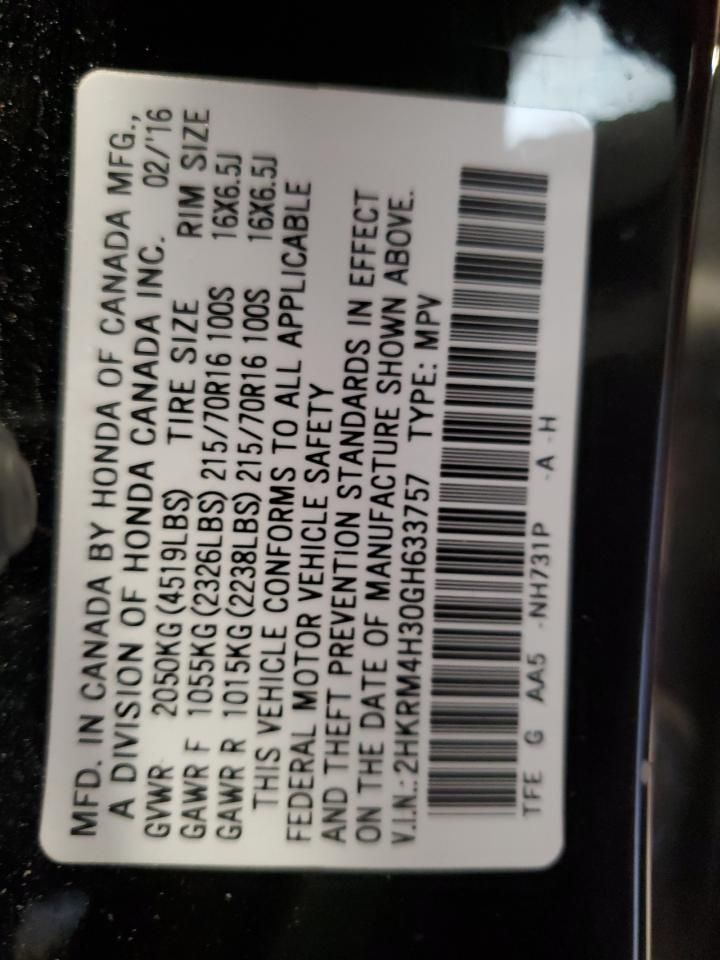 MFD. IN CANADA BY HONDA OF CANADA MFG.,
A DIVISION OF HONDA CANADA INC. 02/'16
GVWR 2050KG (4519LBS) TIRE SIZE RIM SIZE
GAWR F 1055KG (2326LBS) 215/70R16 100S 16X6.5J
GAWR R 1015KG (2238LBS) 215/70R16 100S 16X6.5J
THIS VEHICLE CONFORMS TO ALL APPLICABLE
FEDERAL MOTOR VEHICLE SAFETY
AND THEFT PREVENTION STANDARDS IN EFFECT
ON THE DATE OF MANUFACTURE SHOWN ABOVE.
V.I.N.: 2HKRM4H30GH633757 TYPE: MPV
TFE G AA5 -NH731P -A -H